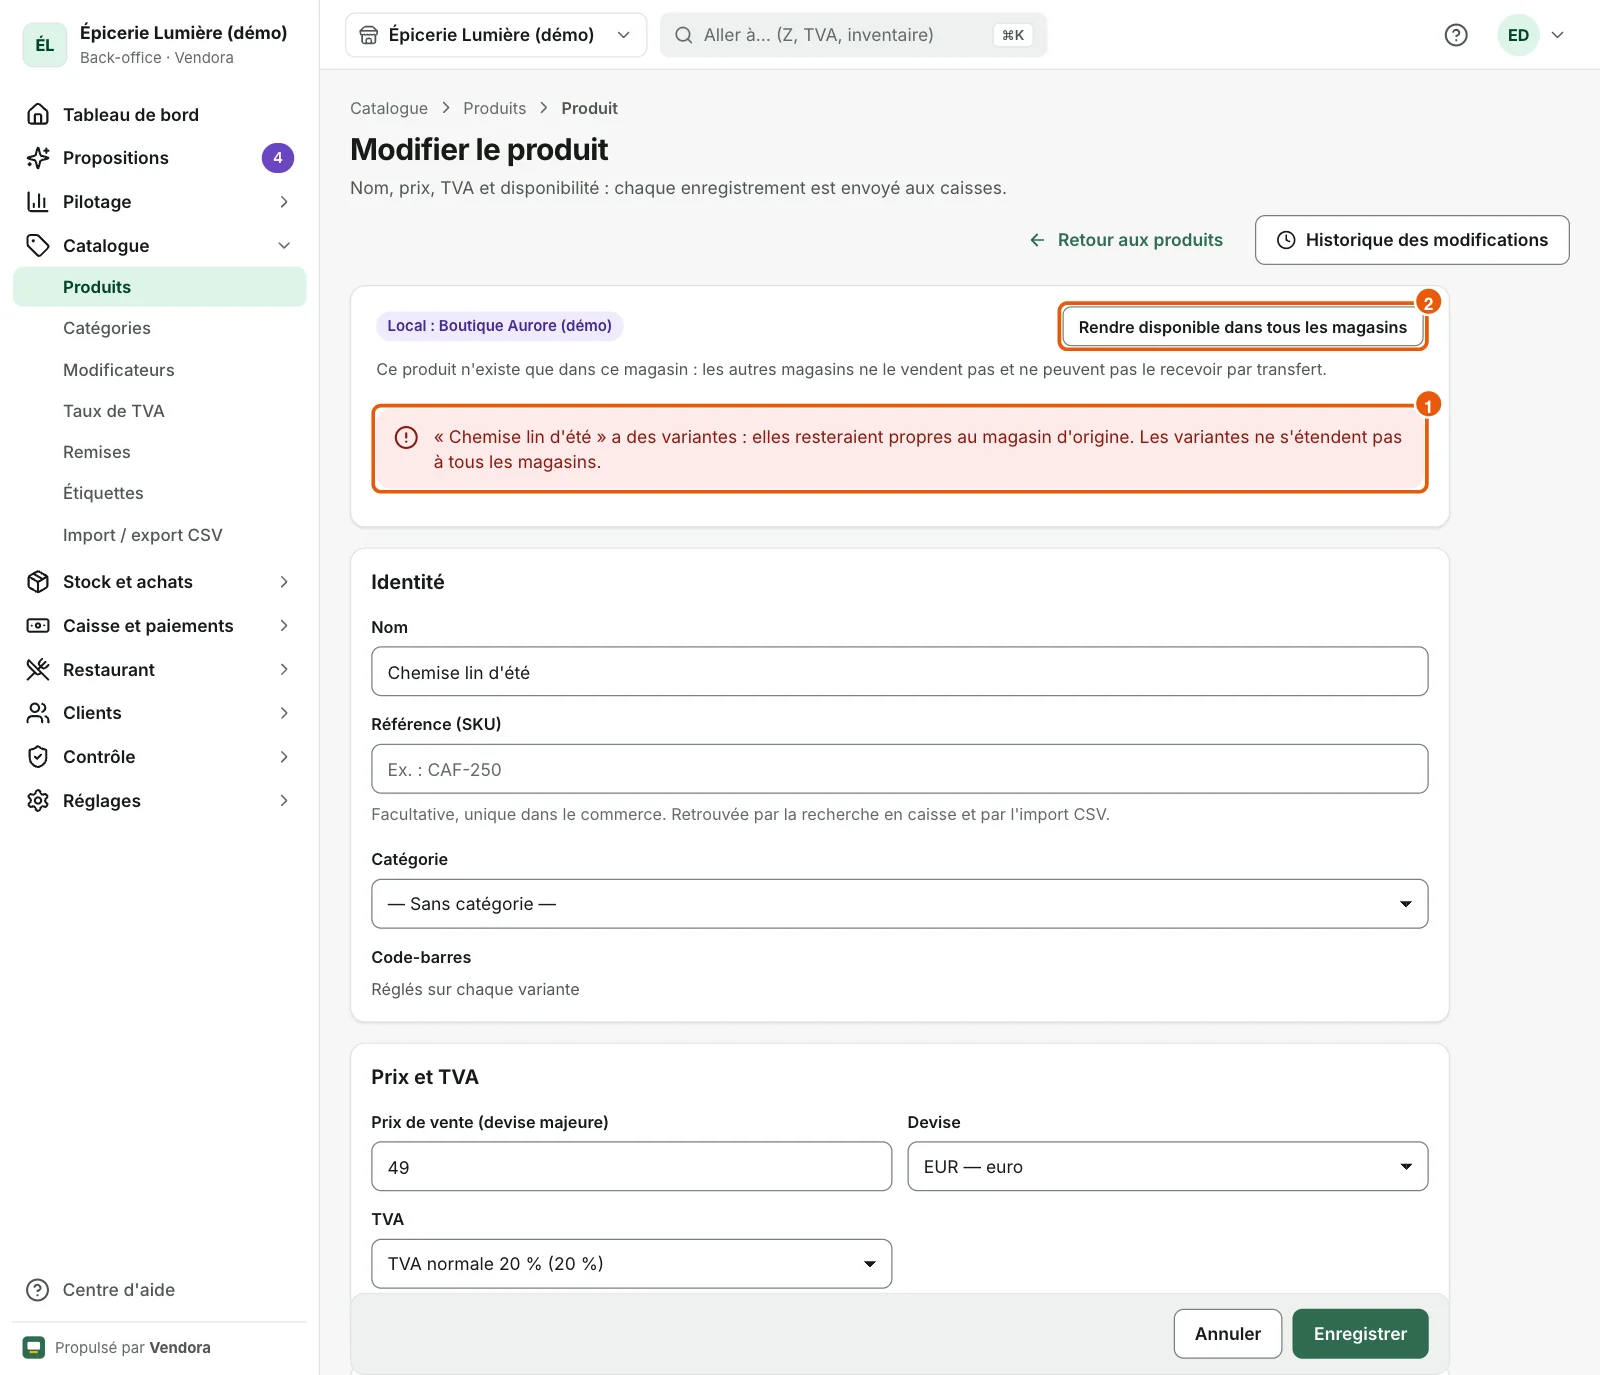 ÉL
Épicerie Lumière (démo)
Back-office · Vendora
Tableau de bord
Propositions 4
Pilotage
Catalogue
Produits
Catégories
Modificateurs
Taux de TVA
Remises
Étiquettes
Import / export CSV
Stock et achats
Caisse et paiements
Restaurant
Clients
Contrôle
Réglages
Centre d'aide
Propulsé par Vendora
Épicerie Lumière (démo)
Aller à... (Z, TVA, inventaire) ⌘K
ED
Catalogue > Produits > Produit
Modifier le produit
Nom, prix, TVA et disponibilité : chaque enregistrement est envoyé aux caisses.
← Retour aux produits
Historique des modifications
Local : Boutique Aurore (démo)
Rendre disponible dans tous les magasins
2
Ce produit n'existe que dans ce magasin : les autres magasins ne le vendent pas et ne peuvent pas le recevoir par transfert.
1
« Chemise lin d'été » a des variantes : elles resteraient propres au magasin d'origine. Les variantes ne s'étendent pas
à tous les magasins.
Identité
Nom
Chemise lin d'été
Référence (SKU)
Ex. : CAF-250
Facultative, unique dans le commerce. Retrouvée par la recherche en caisse et par l'import CSV.
Catégorie
— Sans catégorie —
Code-barres
Réglés sur chaque variante
Prix et TVA
Prix de vente (devise majeure)
49
Devise
EUR — euro
TVA
TVA normale 20 % (20 %)
Annuler
Enregistrer